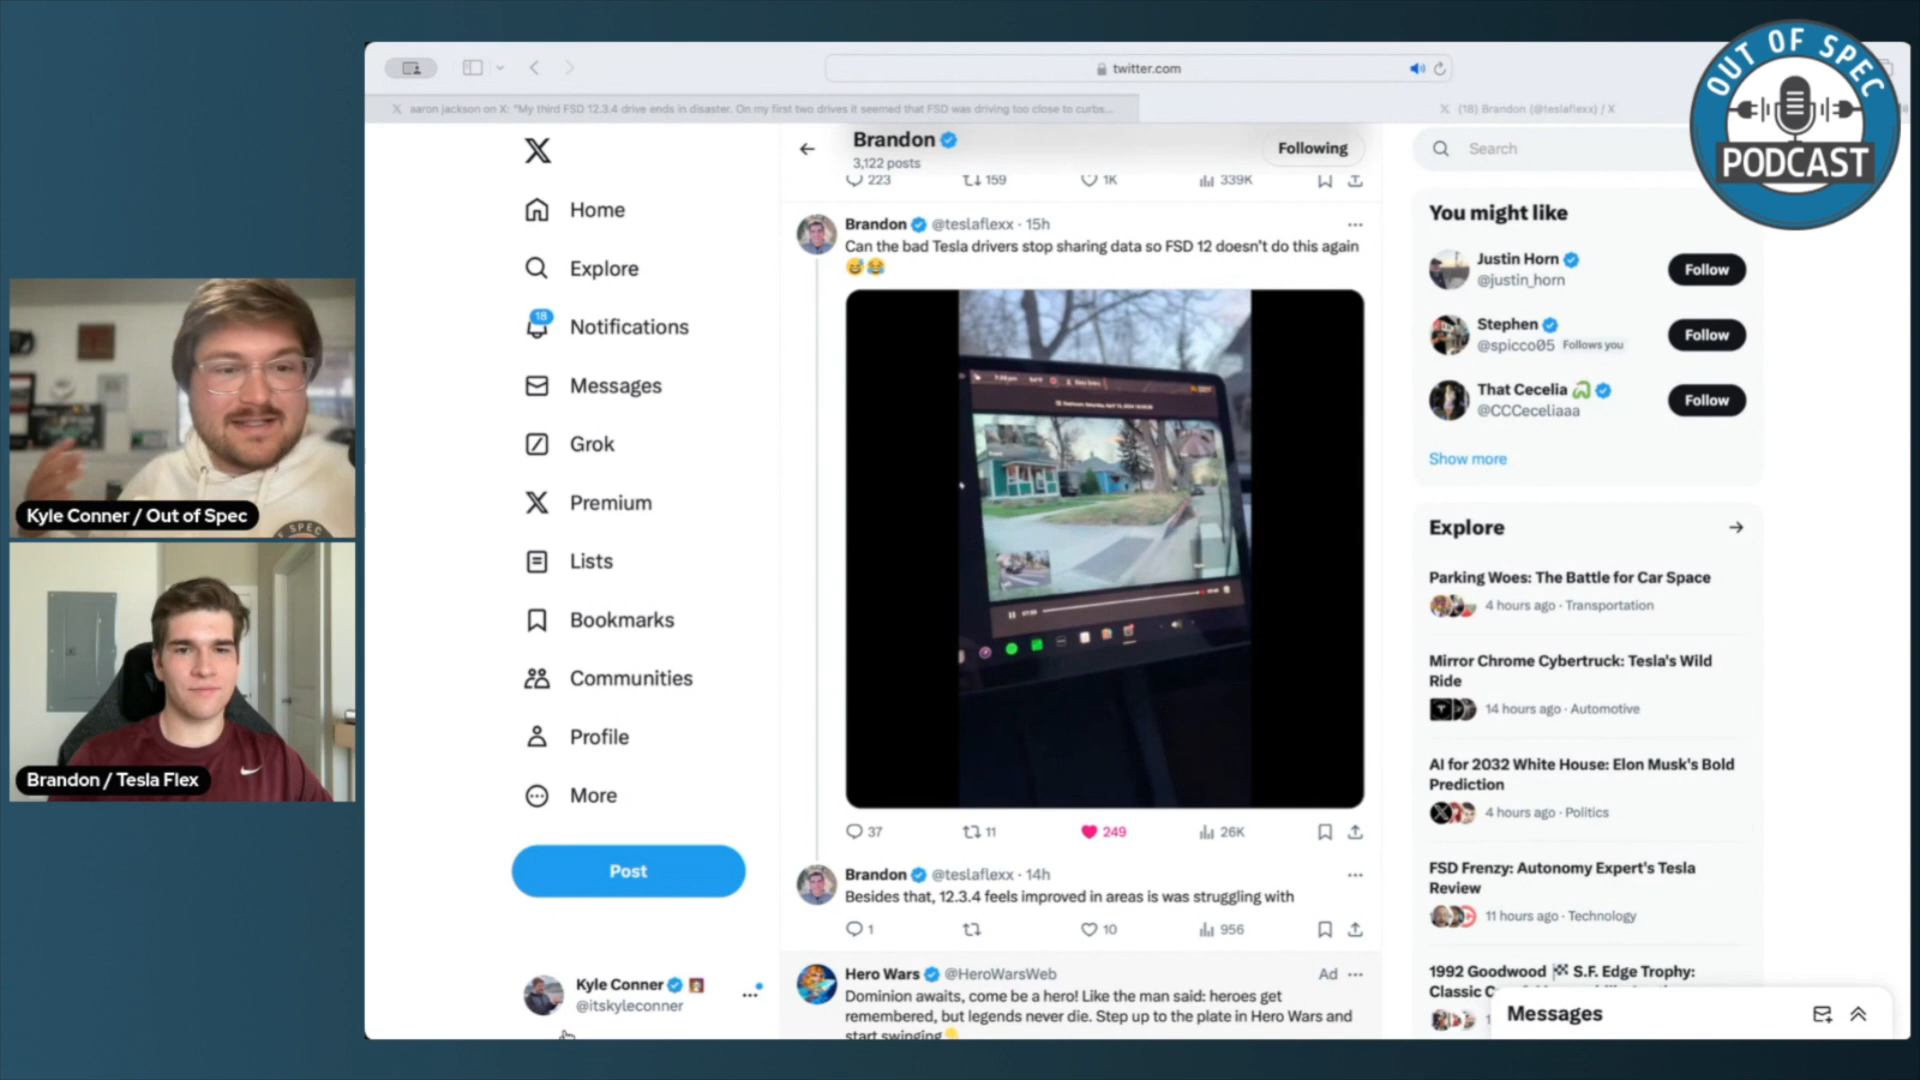 OUT OF SPEC
PODCAST
twitter.com
aaron jackson on X: "My third FSD 12.3.4 drive ends in disaster. On my first two drives it seemed that FSD was driving too close to curbs...
(18) Brandon (@teslaflexx) / X
Home
Explore
18
Notifications
Messages
Grok
Premium
Lists
Bookmarks
Communities
Profile
More
Post
Kyle Conner
@itskyleconner
Brandon
3,122 posts
Following
223 159 1K 339K
Brandon @teslaflexx · 15h
Can the bad Tesla drivers stop sharing data so FSD 12 doesn't do this again
😅😂
37 11 249 26K
Brandon @teslaflexx · 14h
Besides that, 12.3.4 feels improved in areas is was struggling with
1 10 956
Hero Wars @HeroWarsWeb Ad
Dominion awaits, come be a hero! Like the man said: heroes get
remembered, but legends never die. Step up to the plate in Hero Wars and
start swinging
Search
You might like
Justin Horn
@justin_horn
Follow
Stephen
@spicco05 Follows you
Follow
That Cecelia
@CCCeceliaaa
Follow
Show more
Explore
Parking Woes: The Battle for Car Space
4 hours ago · Transportation
Mirror Chrome Cybertruck: Tesla's Wild
Ride
14 hours ago · Automotive
AI for 2032 White House: Elon Musk's Bold
Prediction
4 hours ago · Politics
FSD Frenzy: Autonomy Expert's Tesla
Review
11 hours ago · Technology
1992 Goodwood 🏁 S.F. Edge Trophy:
Messages
Kyle Conner / Out of Spec
Brandon / Tesla Flex